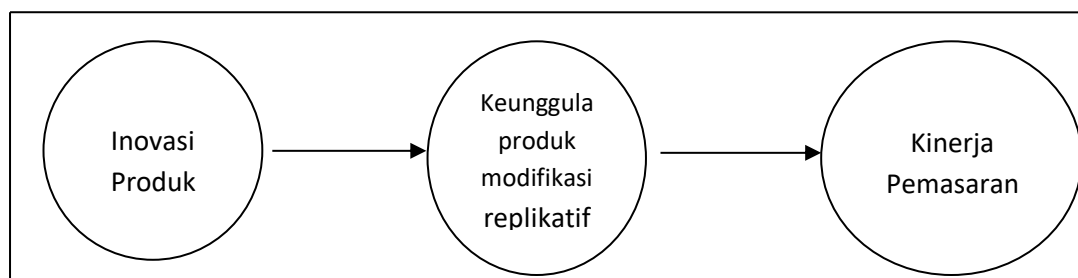 Inovasi
Produk
Keunggula
produk
modifikasi
replikatif
Kinerja
Pemasaran